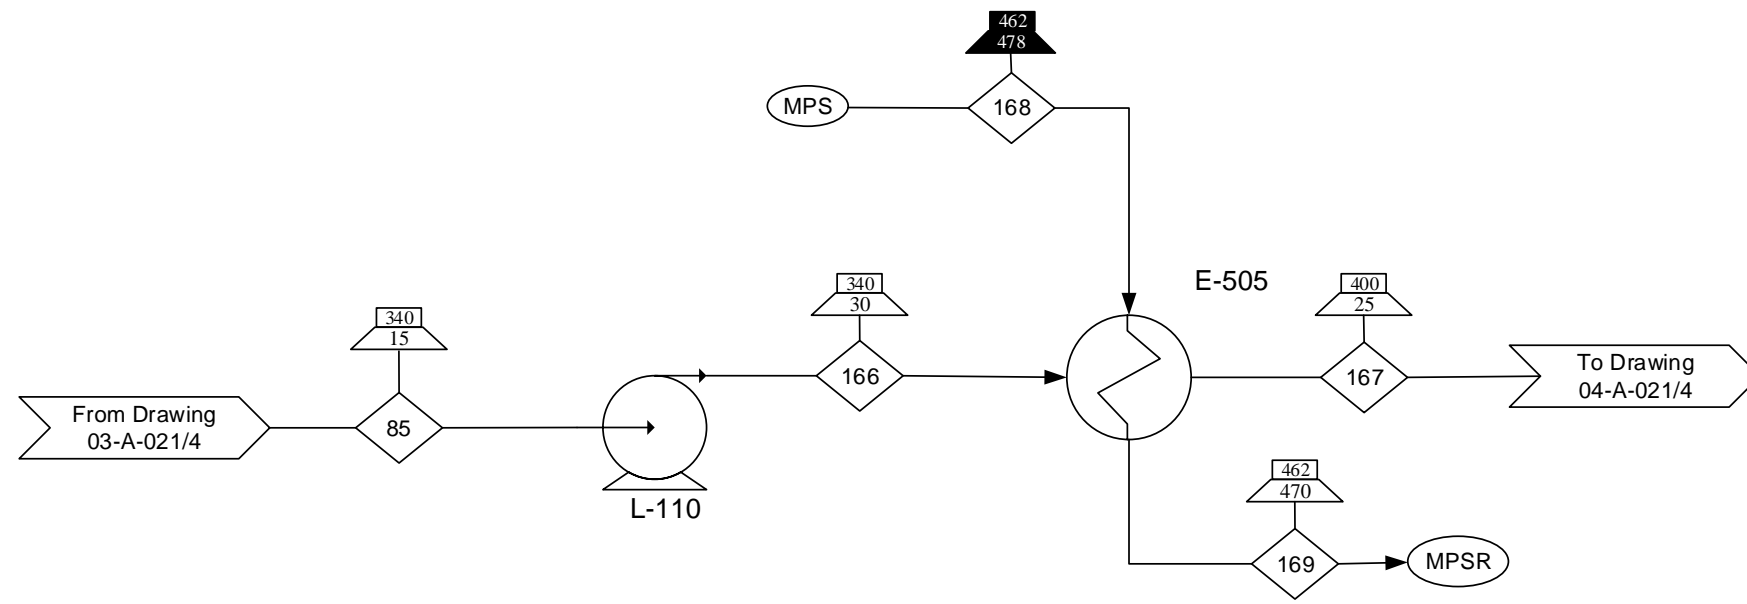 462
478
MPS
168
E-505
340
30
400
25
340
15
166
167
To Drawing
04-A-021/4
From Drawing
03-A-021/4
85
L-110
462
470
169
MPSR